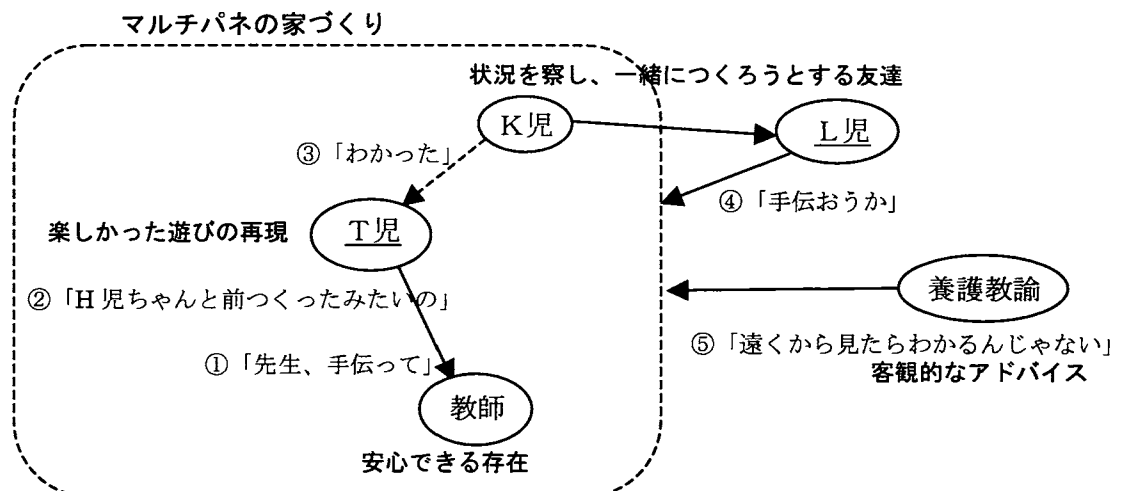 マルチパネの家づくり
状況を察し、一緒につくろうとする友達
K児
L児
③「わかった」
④「手伝おうか」
楽しかった遊びの再現
T児
②「H児ちゃんと前つくったみたいの」
養護教諭
⑤「遠くから見たらわかるんじゃない」
客観的なアドバイス
①「先生、手伝って」
教師
安心できる存在